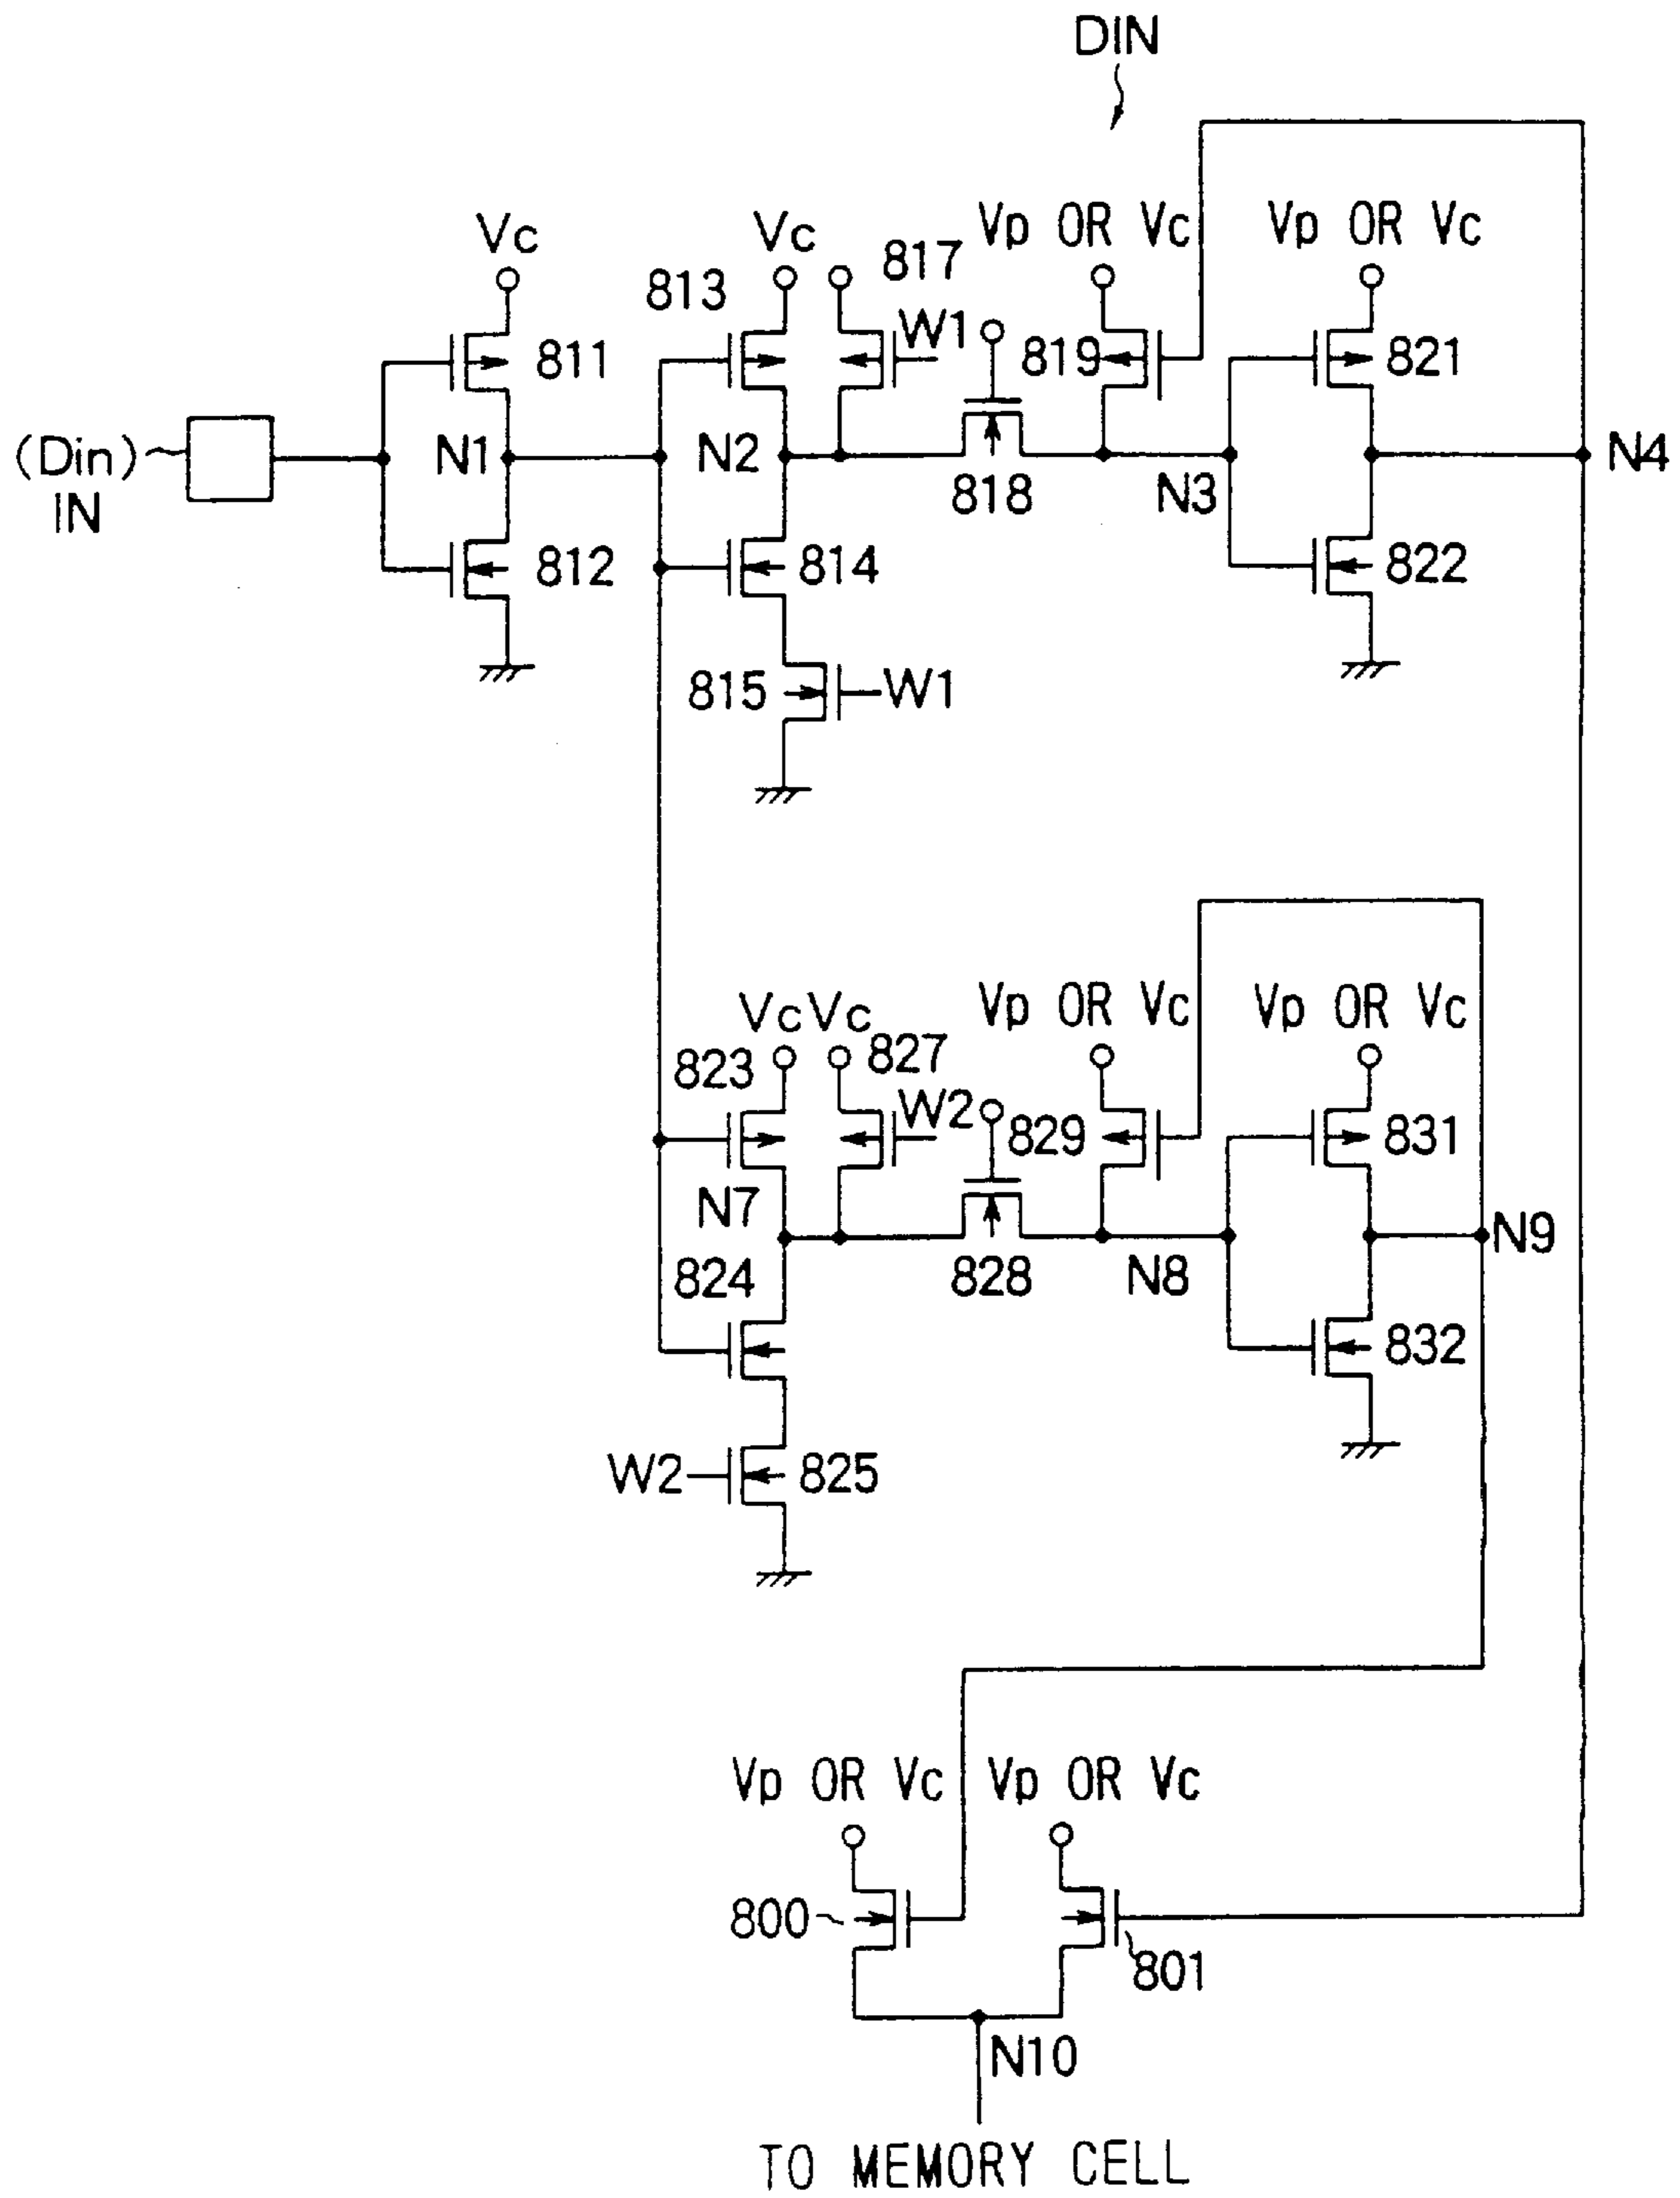 DIN
Vp OR Vc
Vp OR Vc
Vc
Vc
817
813
W1
811
819
821
(Din)
IN
N1
N2
818
N3
N4
812
814
822
815
W1
Vp OR Vc
Vp OR Vc
Vc Vc
827
823
W2
829
831
N7
N8
N9
824
828
832
W2
825
Vp OR Vc
Vp OR Vc
800
801
N10
TO MEMORY CELL